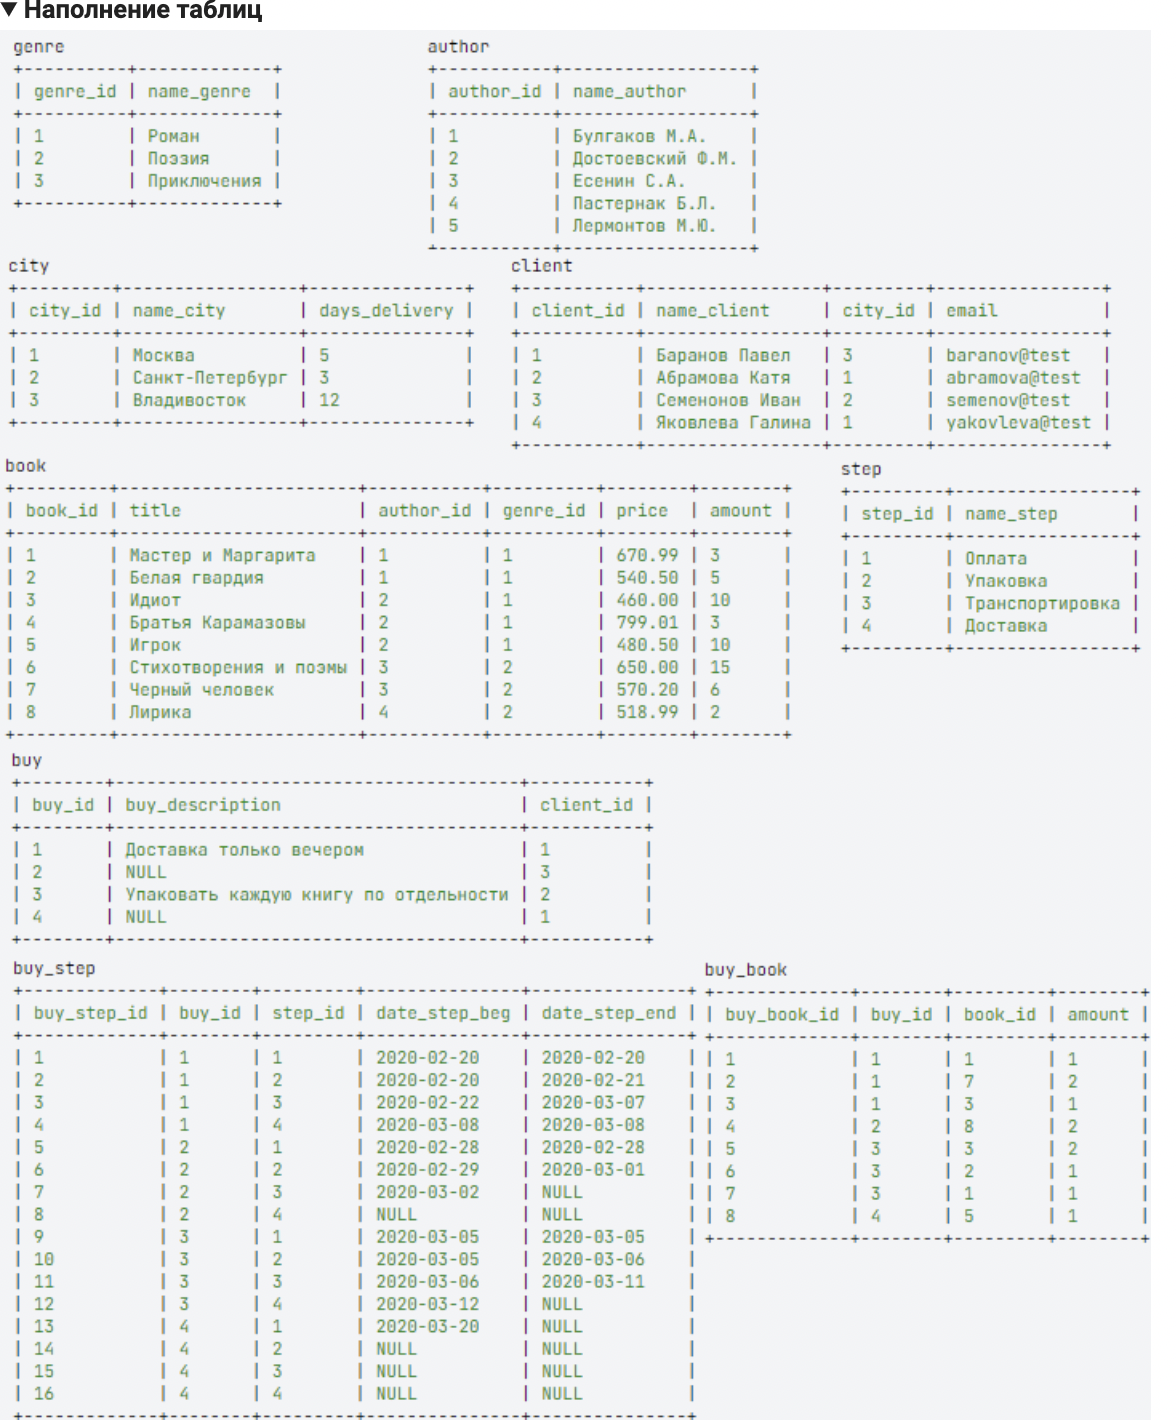 ▼ Наполнение таблиц
genre
| genre_id | name_genre |
| 1 | Роман |
| 2 | Поэзия |
| 3 | Приключения |
author
| author_id | name_author |
| 1 | Булгаков М.А. |
| 2 | Достоевский Ф.М. |
| 3 | Есенин С.А. |
| 4 | Пастернак Б.Л. |
| 5 | Лермонтов М.Ю. |
city
| city_id | name_city | days_delivery |
| 1 | Москва | 5 |
| 2 | Санкт-Петербург | 3 |
| 3 | Владивосток | 12 |
client
| client_id | name_client | city_id | email |
| 1 | Баранов Павел | 3 | baranov@test |
| 2 | Абрамова Катя | 1 | abramova@test |
| 3 | Семенонов Иван | 2 | semenov@test |
| 4 | Яковлева Галина | 1 | yakovleva@test |
book
| book_id | title | author_id | genre_id | price | amount |
| 1 | Мастер и Маргарита | 1 | 1 | 670.99 | 3 |
| 2 | Белая гвардия | 1 | 1 | 540.50 | 5 |
| 3 | Идиот | 2 | 1 | 460.00 | 10 |
| 4 | Братья Карамазовы | 2 | 1 | 799.01 | 3 |
| 5 | Игрок | 2 | 1 | 480.50 | 10 |
| 6 | Стихотворения и поэмы | 3 | 2 | 650.00 | 15 |
| 7 | Черный человек | 3 | 2 | 570.20 | 6 |
| 8 | Лирика | 4 | 2 | 518.99 | 2 |
step
| step_id | name_step |
| 1 | Оплата |
| 2 | Упаковка |
| 3 | Транспортировка |
| 4 | Доставка |
buy
| buy_id | buy_description | client_id |
| 1 | Доставка только вечером | 1 |
| 2 | NULL | 3 |
| 3 | Упаковать каждую книгу по отдельности | 2 |
| 4 | NULL | 1 |
buy_step
| buy_step_id | buy_id | step_id | date_step_beg | date_step_end |
| 1 | 1 | 1 | 2020-02-20 | 2020-02-20 |
| 2 | 1 | 2 | 2020-02-20 | 2020-02-21 |
| 3 | 1 | 3 | 2020-02-22 | 2020-03-07 |
| 4 | 1 | 4 | 2020-03-08 | 2020-03-08 |
| 5 | 2 | 1 | 2020-02-28 | 2020-02-28 |
| 6 | 2 | 2 | 2020-02-29 | 2020-03-01 |
| 7 | 2 | 3 | 2020-03-02 | NULL |
| 8 | 2 | 4 | NULL | NULL |
| 9 | 3 | 1 | 2020-03-05 | 2020-03-05 |
| 10 | 3 | 2 | 2020-03-05 | 2020-03-06 |
| 11 | 3 | 3 | 2020-03-06 | 2020-03-11 |
| 12 | 3 | 4 | 2020-03-12 | NULL |
| 13 | 4 | 1 | 2020-03-20 | NULL |
| 14 | 4 | 2 | NULL | NULL |
| 15 | 4 | 3 | NULL | NULL |
| 16 | 4 | 4 | NULL | NULL |
buy_book
| buy_book_id | buy_id | book_id | amount |
| 1 | 1 | 1 | 1 |
| 2 | 1 | 7 | 2 |
| 3 | 1 | 3 | 1 |
| 4 | 2 | 8 | 2 |
| 5 | 3 | 3 | 2 |
| 6 | 3 | 2 | 1 |
| 7 | 3 | 1 | 1 |
| 8 | 4 | 5 | 1 |